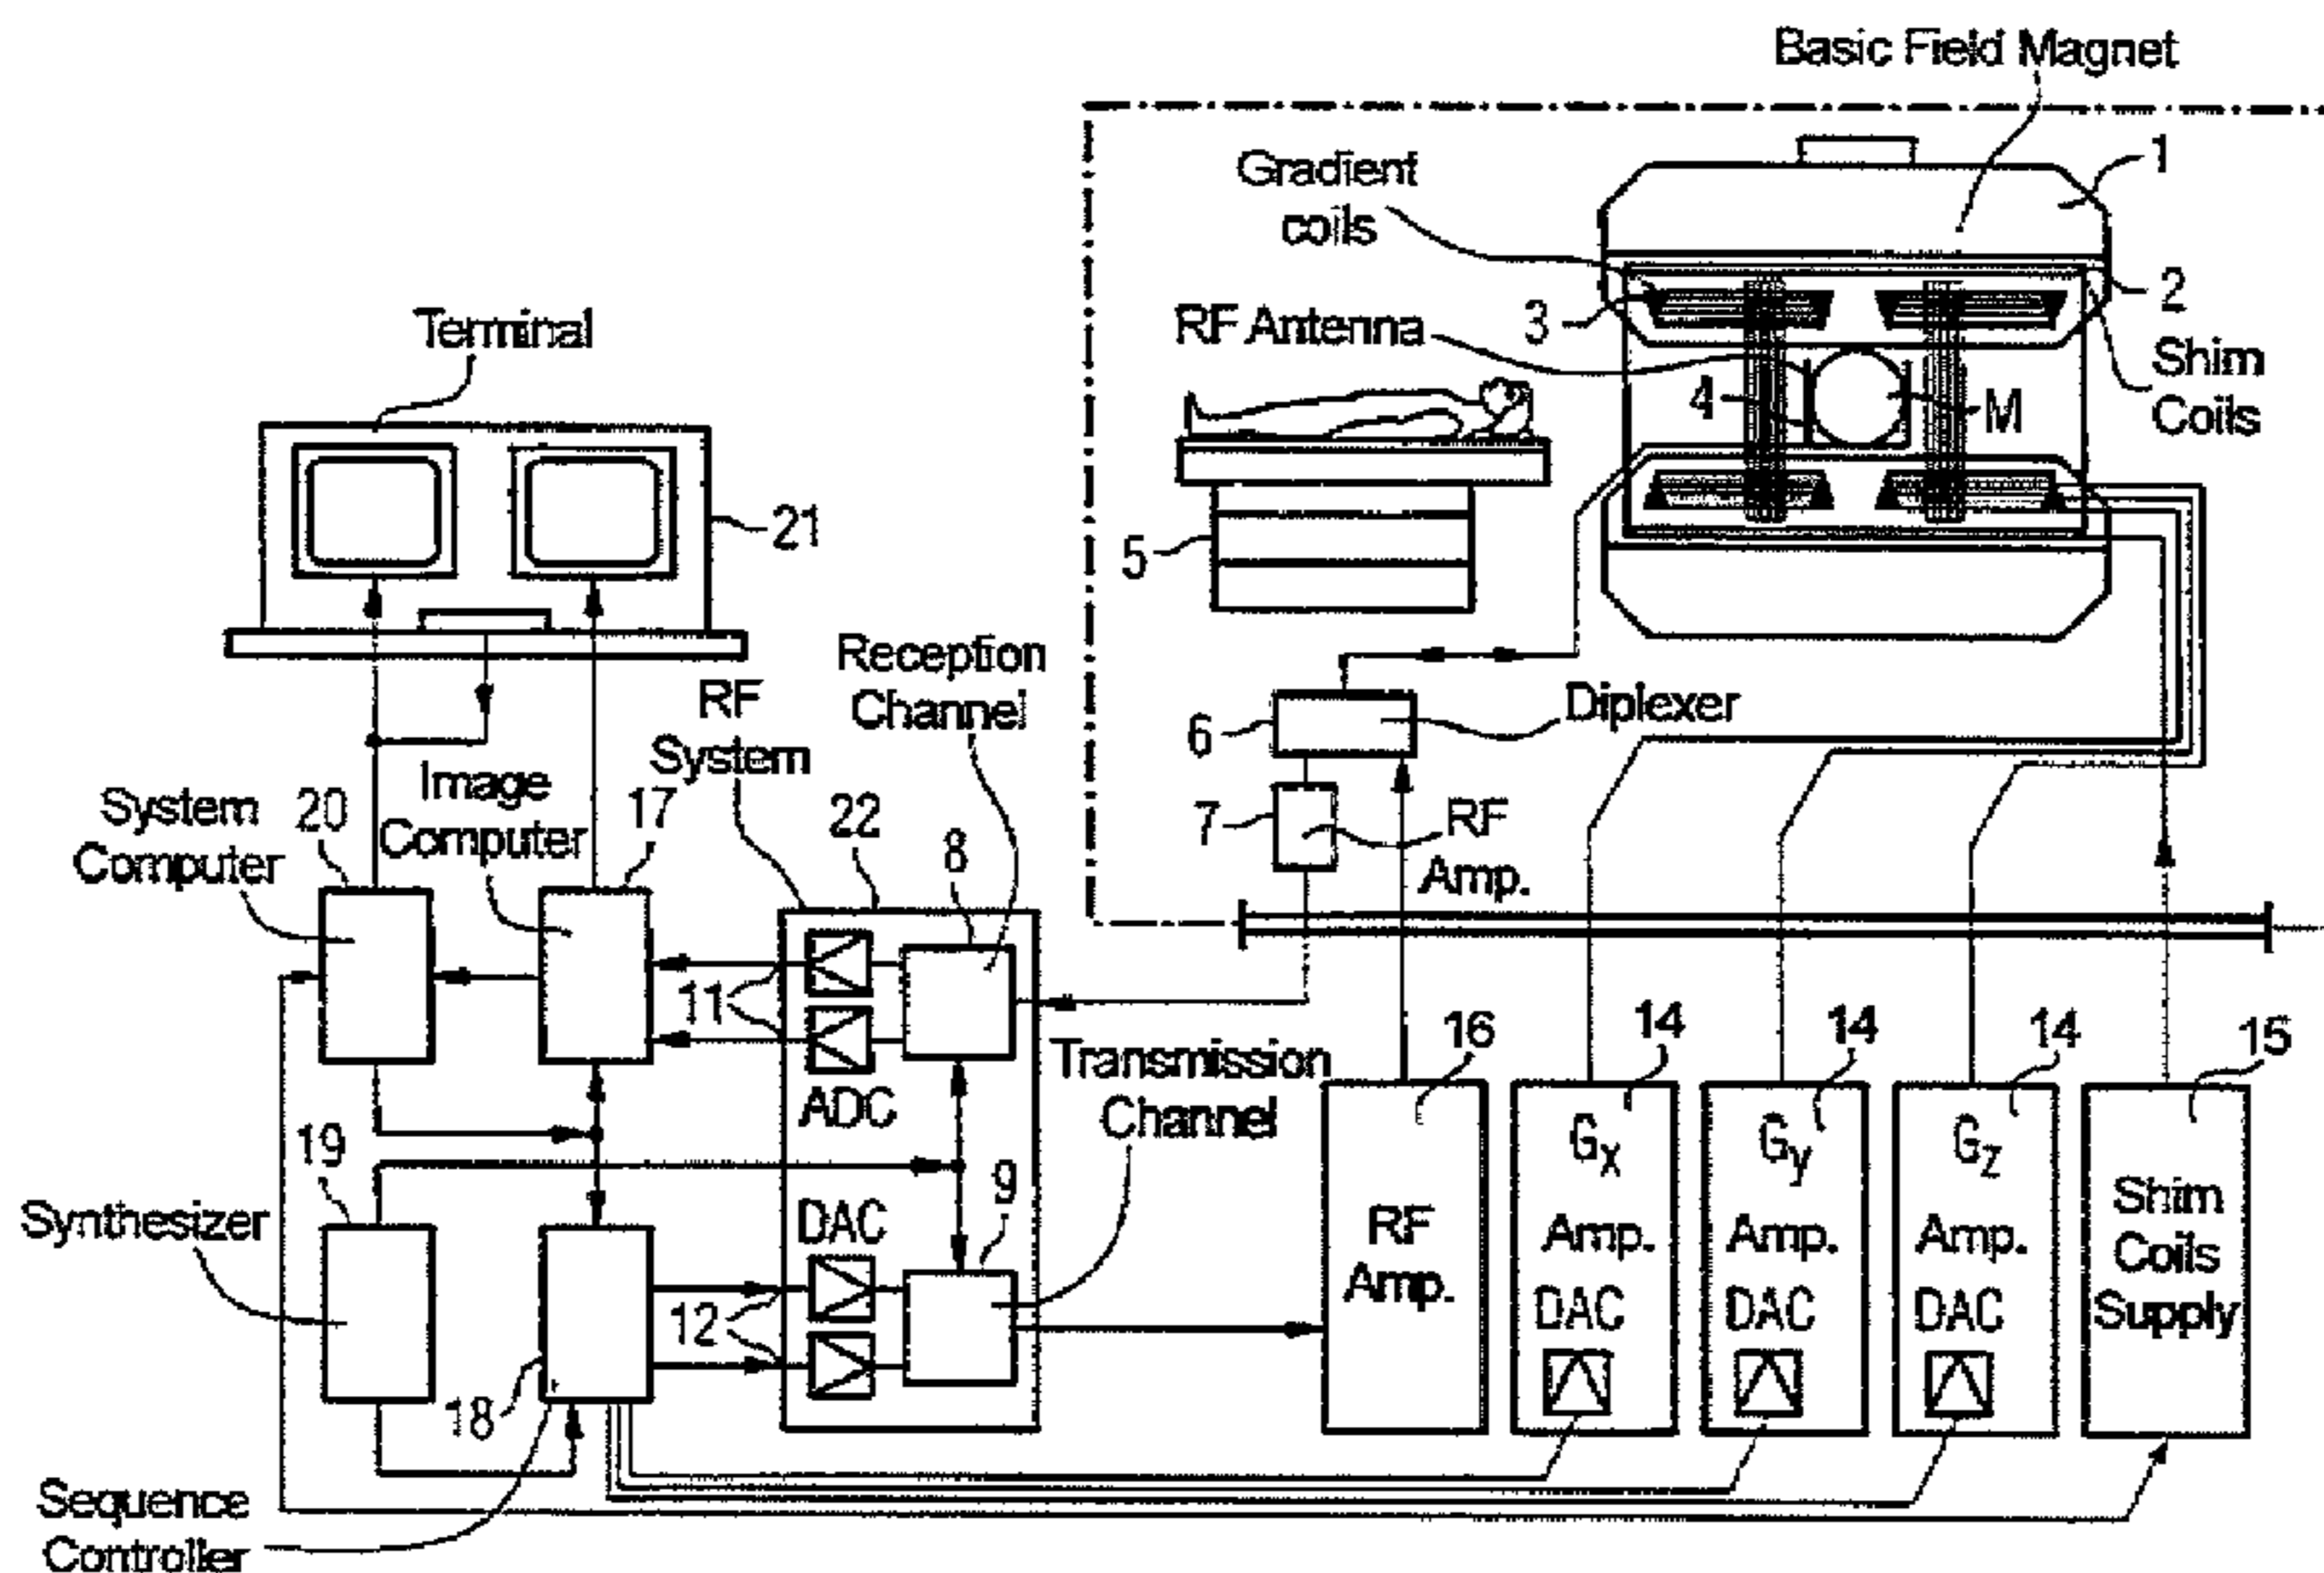 Basic Field Magnet
1
Gradient
coils
2
3
RF Antenna
Shim
Coils
4
M
Terminal
21
5
Reception
Channel
RF
System
Diplexer
6
Image
Computer
17
System
Computer
20
22
8
7
RF
Amp.
11
ADC
Transmission
Channel
16
14
14
14
15
19
Synthesizer
DAC
9
12
18
RF
Amp.
Gx
Amp.
DAC
Gy
Amp.
DAC
Gz
Amp.
DAC
Shim
Coils
Supply
Sequence
Controller